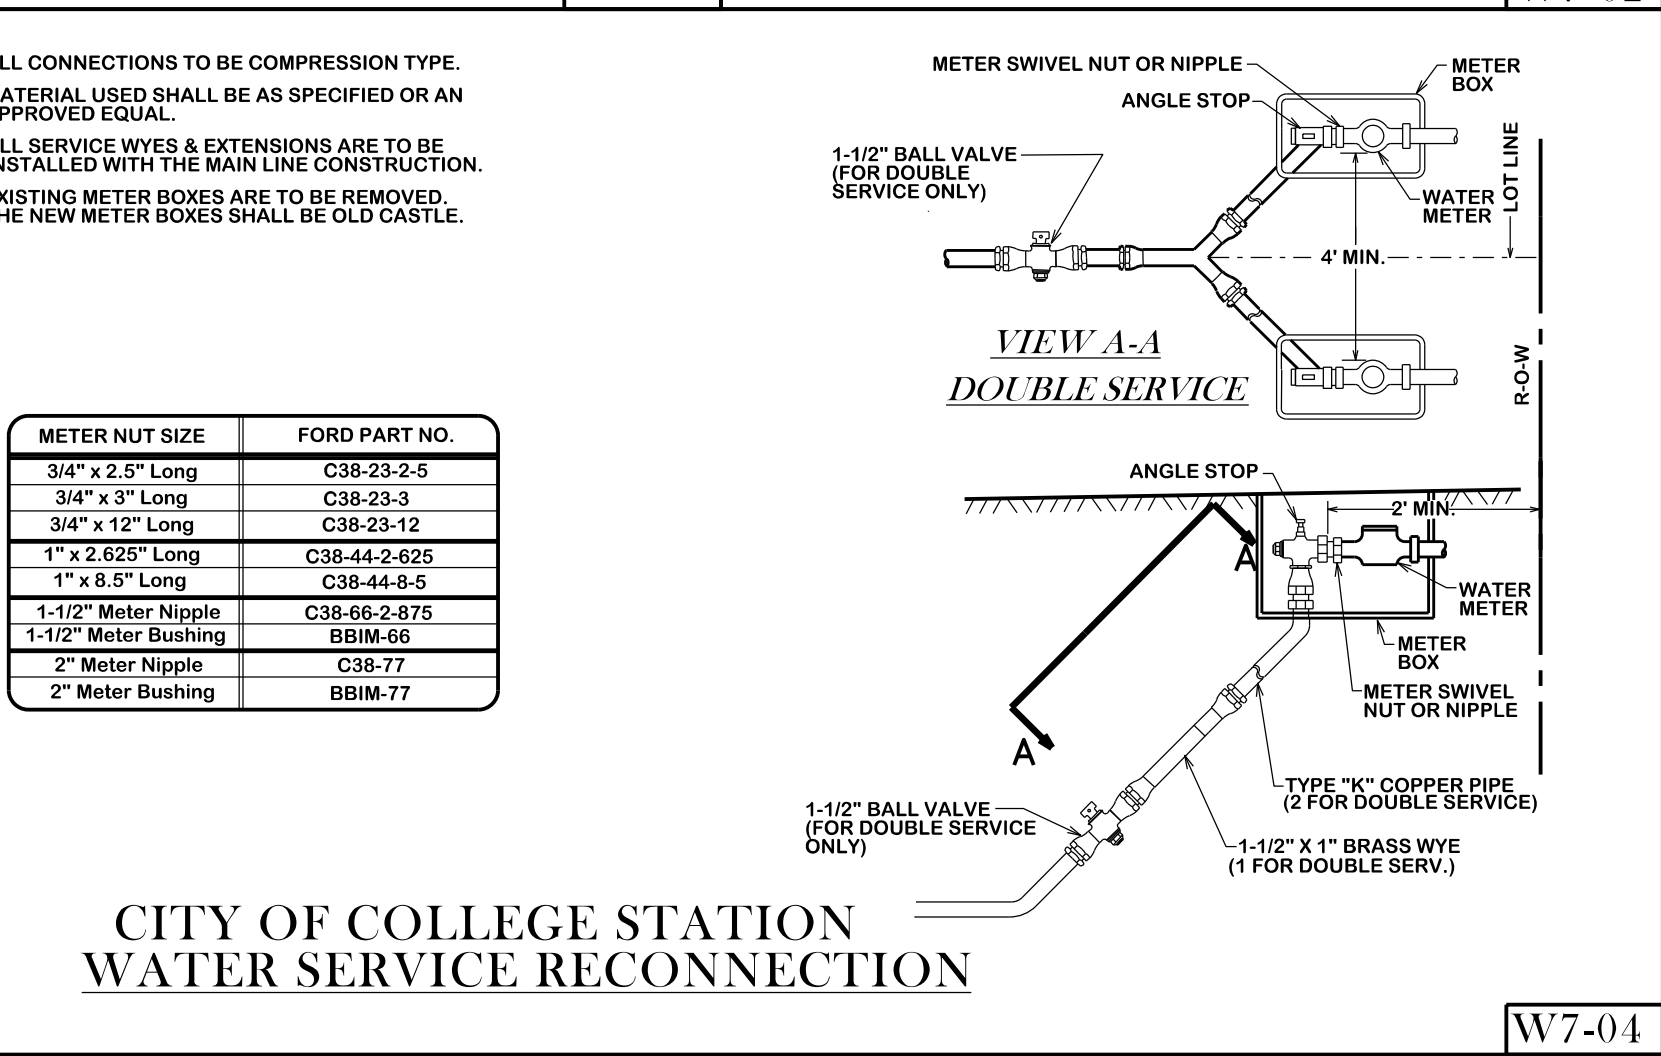 LL CONNECTIONS TO BE COMPRESSION TYPE.
ATERIAL USED SHALL BE AS SPECIFIED OR AN
PPROVED EQUAL.
LL SERVICE WYES & EXTENSIONS ARE TO BE
NSTALLED WITH THE MAIN LINE CONSTRUCTION.
XISTING METER BOXES ARE TO BE REMOVED.
HE NEW METER BOXES SHALL BE OLD CASTLE.
METER NUT SIZE FORD PART NO.
3/4" x 2.5" Long C38-23-2-5
3/4" x 3" Long C38-23-3
3/4" x 12" Long C38-23-12
1" x 2.625" Long C38-44-2-625
1" x 8.5" Long C38-44-8-5
1-1/2" Meter Nipple C38-66-2-875
1-1/2" Meter Bushing BBIM-66
2" Meter Nipple C38-77
2" Meter Bushing BBIM-77
METER SWIVEL NUT OR NIPPLE
ANGLE STOP
METER
BOX
1-1/2" BALL VALVE
(FOR DOUBLE
SERVICE ONLY)
WATER
METER
LOT LINE
4' MIN.
VIEW A-A
DOUBLE SERVICE
R-O-W
ANGLE STOP
2' MIN.
A
WATER
METER
METER
BOX
METER SWIVEL
NUT OR NIPPLE
A
TYPE "K" COPPER PIPE
(2 FOR DOUBLE SERVICE)
1-1/2" BALL VALVE
(FOR DOUBLE SERVICE
ONLY)
1-1/2" X 1" BRASS WYE
(1 FOR DOUBLE SERV.)
CITY OF COLLEGE STATION
WATER SERVICE RECONNECTION
W7-04